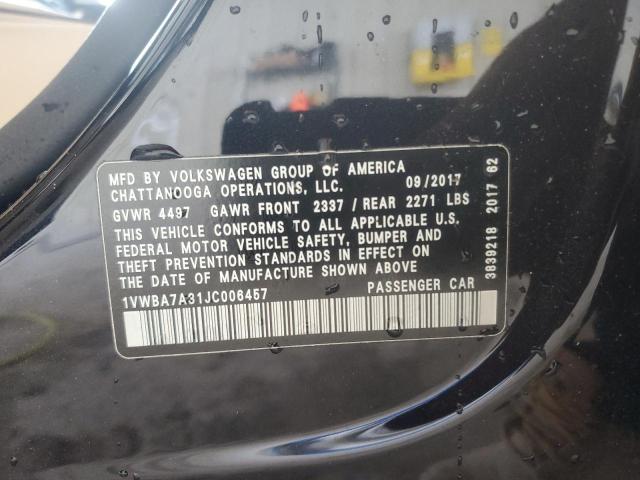 MFD BY VOLKSWAGEN GROUP OF AMERICA
CHATTANOOGA OPERATIONS, LLC. 09/2017
GVWR 4497 GAWR FRONT 2337 / REAR 2271 LBS
THIS VEHICLE CONFORMS TO ALL APPLICABLE U.S.
FEDERAL MOTOR VEHICLE SAFETY, BUMPER AND
THEFT PREVENTION STANDARDS IN EFFECT ON
THE DATE OF MANUFACTURE SHOWN ABOVE
1VWBA7A31JC006457 PASSENGER CAR
3839218 2017 62